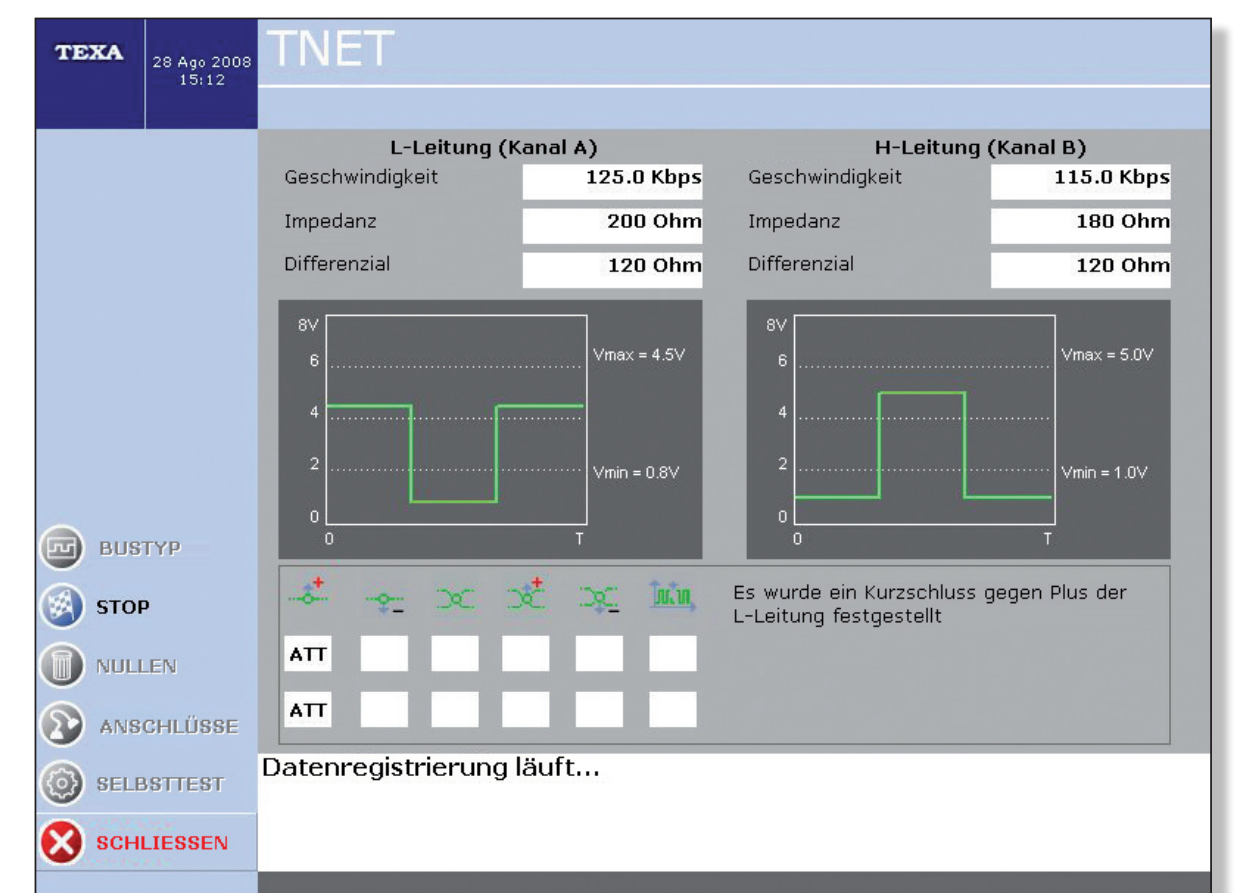 TEXA
28 Ago 2008
15:12
TNET
L-Leitung (Kanal A)
Geschwindigkeit 125.0 Kbps
Impedanz 200 Ohm
Differenzial 120 Ohm
H-Leitung (Kanal B)
Geschwindigkeit 115.0 Kbps
Impedanz 180 Ohm
Differenzial 120 Ohm
8V
6
4
2
0
0 T
Vmax = 4.5V
Vmin = 0.8V
8V
6
4
2
0
0 T
Vmax = 5.0V
Vmin = 1.0V
Es wurde ein Kurzschluss gegen Plus der
L-Leitung festgestellt
ATT
ATT
BUSTYP
STOP
NULLEN
ANSCHLÜSSE
SELBSTTEST
SCHLIESSEN
Datenregistrierung läuft...